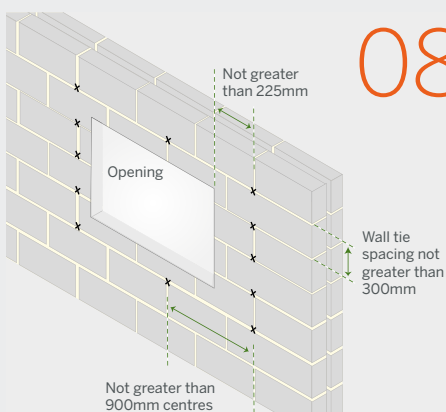 08
Not greater
than 225mm
Opening
Wall tie
spacing not
greater than
300mm
Not greater than
900mm centres